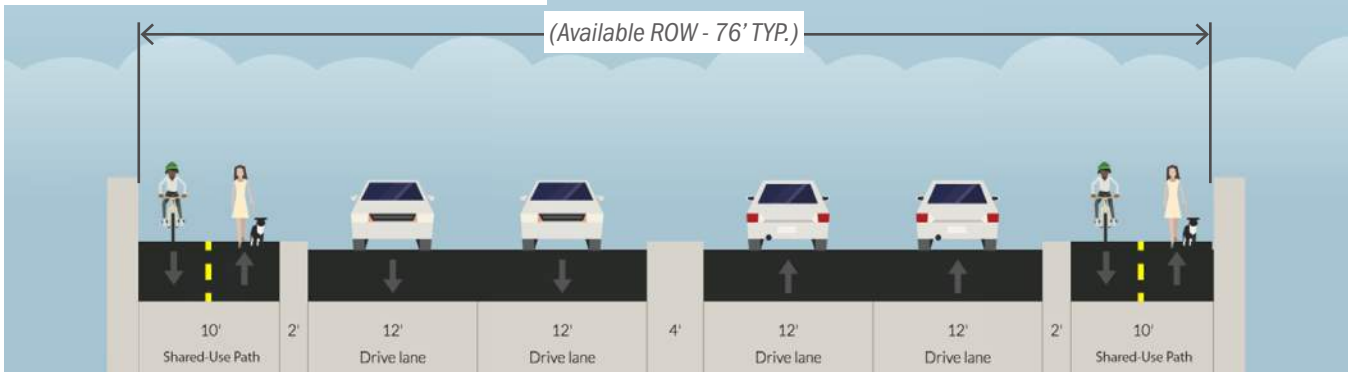 (Available ROW - 76' TYP.)
10' 2' 12' 12' 4' 12' 12' 2' 10'
Shared-Use Path Drive lane Drive lane Drive lane Drive lane Shared-Use Path